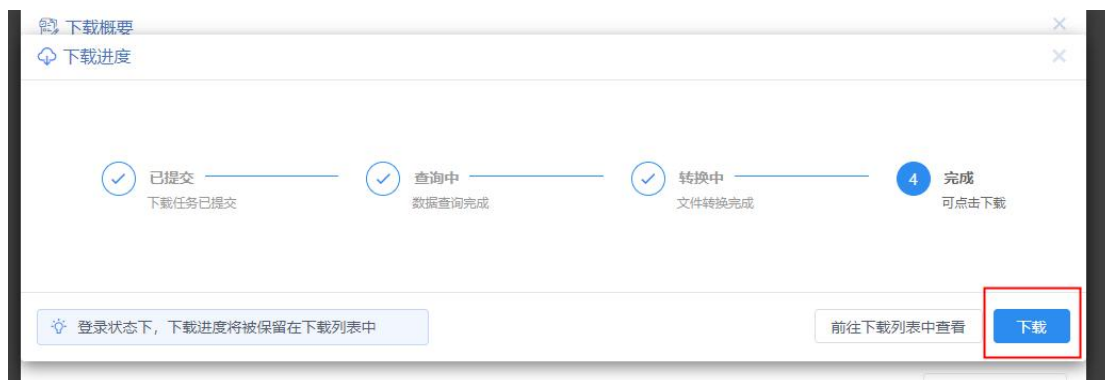 下载概要
下载进度
已提交
下载任务已提交
查询中
数据查询完成
转换中
文件转换完成
4
完成
可点击下载
登录状态下，下载进度将被保留在下载列表中
前往下载列表中查看
下载